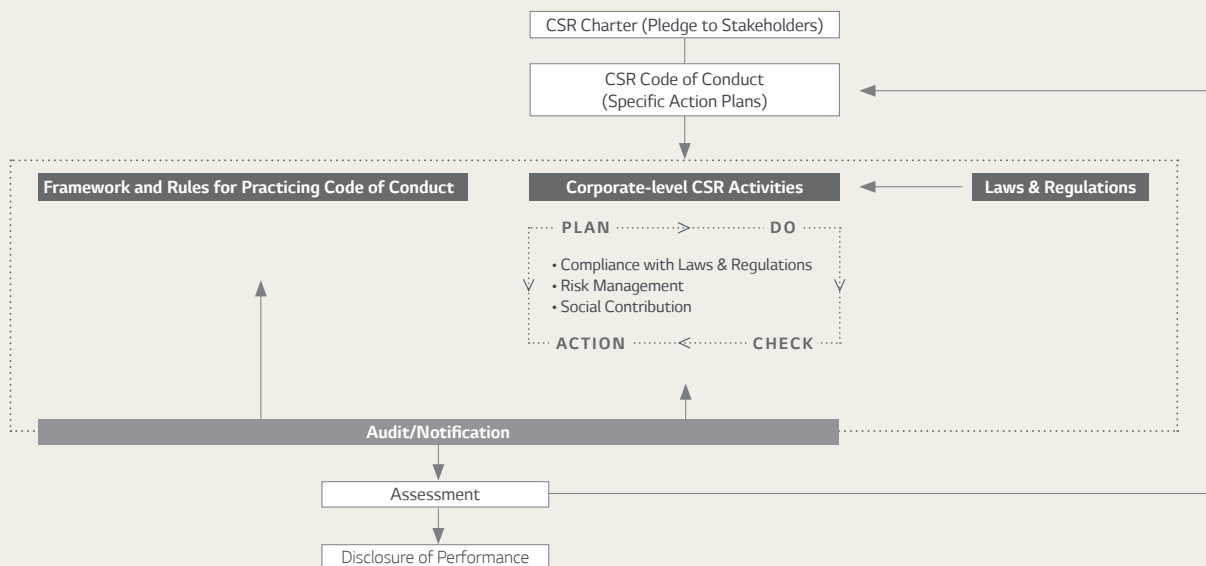 CSR Charter (Pledge to Stakeholders)
CSR Code of Conduct
(Specific Action Plans)
Framework and Rules for Practicing Code of Conduct
Corporate-level CSR Activities
Laws & Regulations
PLAN
DO
• Compliance with Laws & Regulations
• Risk Management
• Social Contribution
ACTION
CHECK
Audit/Notification
Assessment
Disclosure of Performance